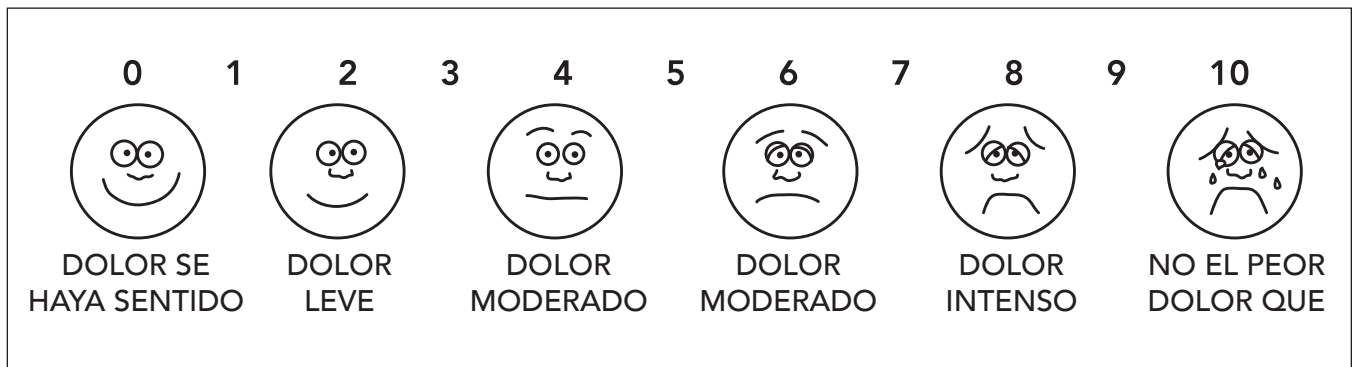 0 1 2 3 4 5 6 7 8 9 10
DOLOR SE
HAYA SENTIDO
DOLOR
LEVE
DOLOR
MODERADO
DOLOR
MODERADO
DOLOR
INTENSO
NO EL PEOR
DOLOR QUE